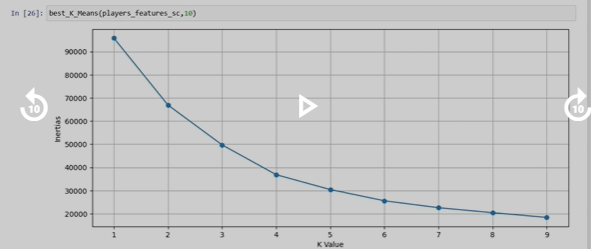 In [26]: best_K_Means(players_features_sc,10)
90000
80000
70000
60000
50000
40000
30000
20000
Inertias
1 2 3 4 5 6 7 8 9
K Value
10
10